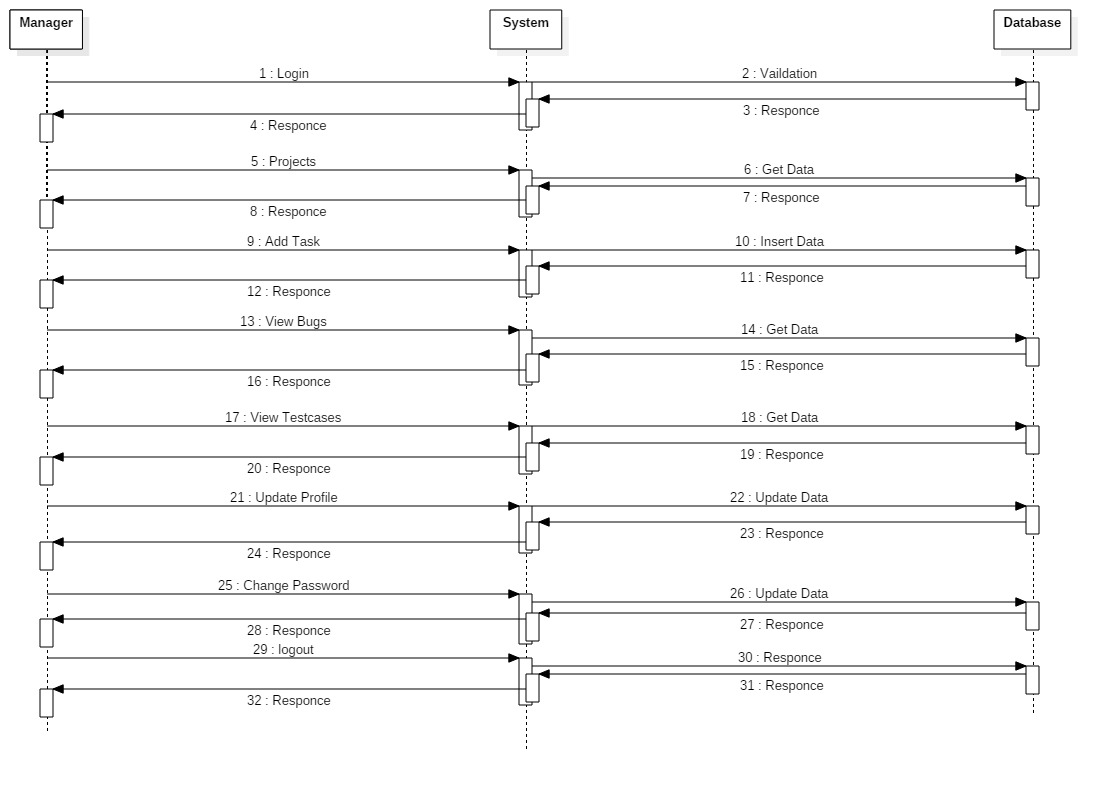 Manager
System
Database
1 : Login
2 : Vaildation
3 : Responce
4 : Responce
5 : Projects
6 : Get Data
7 : Responce
8 : Responce
9 : Add Task
10 : Insert Data
11 : Responce
12 : Responce
13 : View Bugs
14 : Get Data
15 : Responce
16 : Responce
17 : View Testcases
18 : Get Data
19 : Responce
20 : Responce
21 : Update Profile
22 : Update Data
23 : Responce
24 : Responce
25 : Change Password
26 : Update Data
27 : Responce
28 : Responce
29 : logout
30 : Responce
31 : Responce
32 : Responce